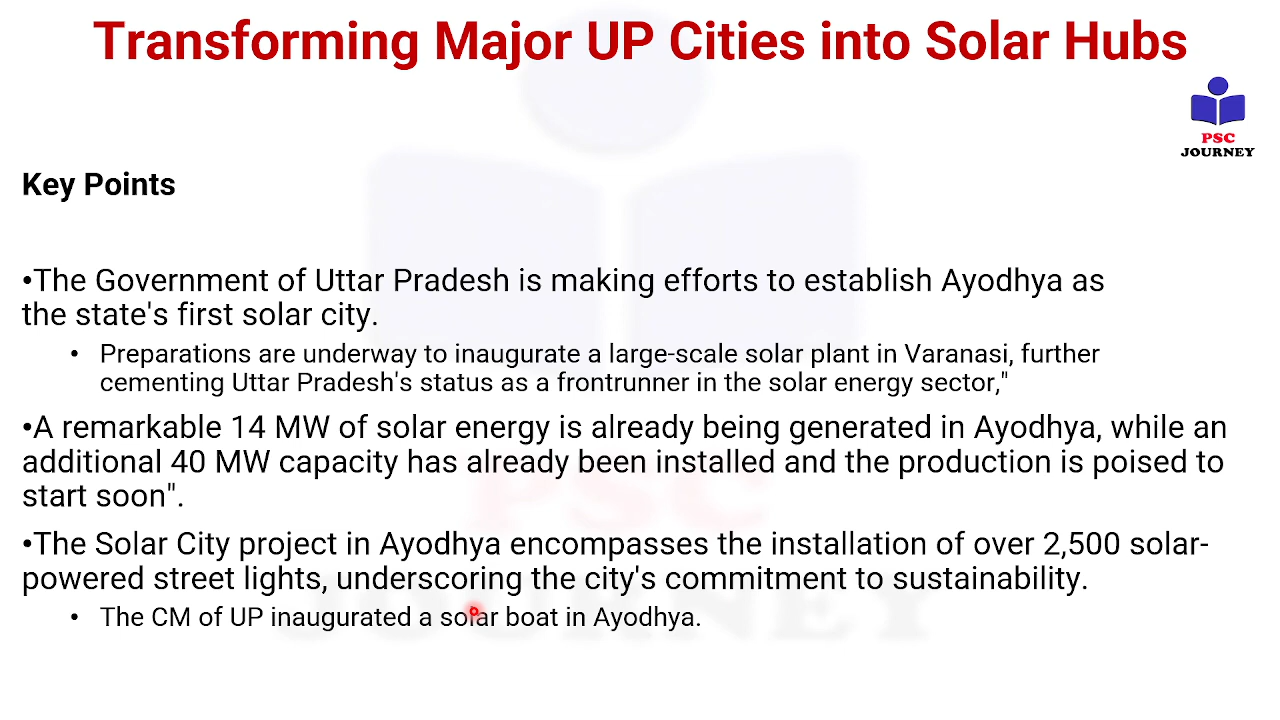 Transforming Major UP Cities into Solar Hubs
PSC
JOURNEY
Key Points
•The Government of Uttar Pradesh is making efforts to establish Ayodhya as
the state's first solar city.
• Preparations are underway to inaugurate a large-scale solar plant in Varanasi, further
cementing Uttar Pradesh's status as a frontrunner in the solar energy sector,"
•A remarkable 14 MW of solar energy is already being generated in Ayodhya, while an
additional 40 MW capacity has already been installed and the production is poised to
start soon".
•The Solar City project in Ayodhya encompasses the installation of over 2,500 solar-
powered street lights, underscoring the city's commitment to sustainability.
• The CM of UP inaugurated a solar boat in Ayodhya.
PSC
JOURNEY